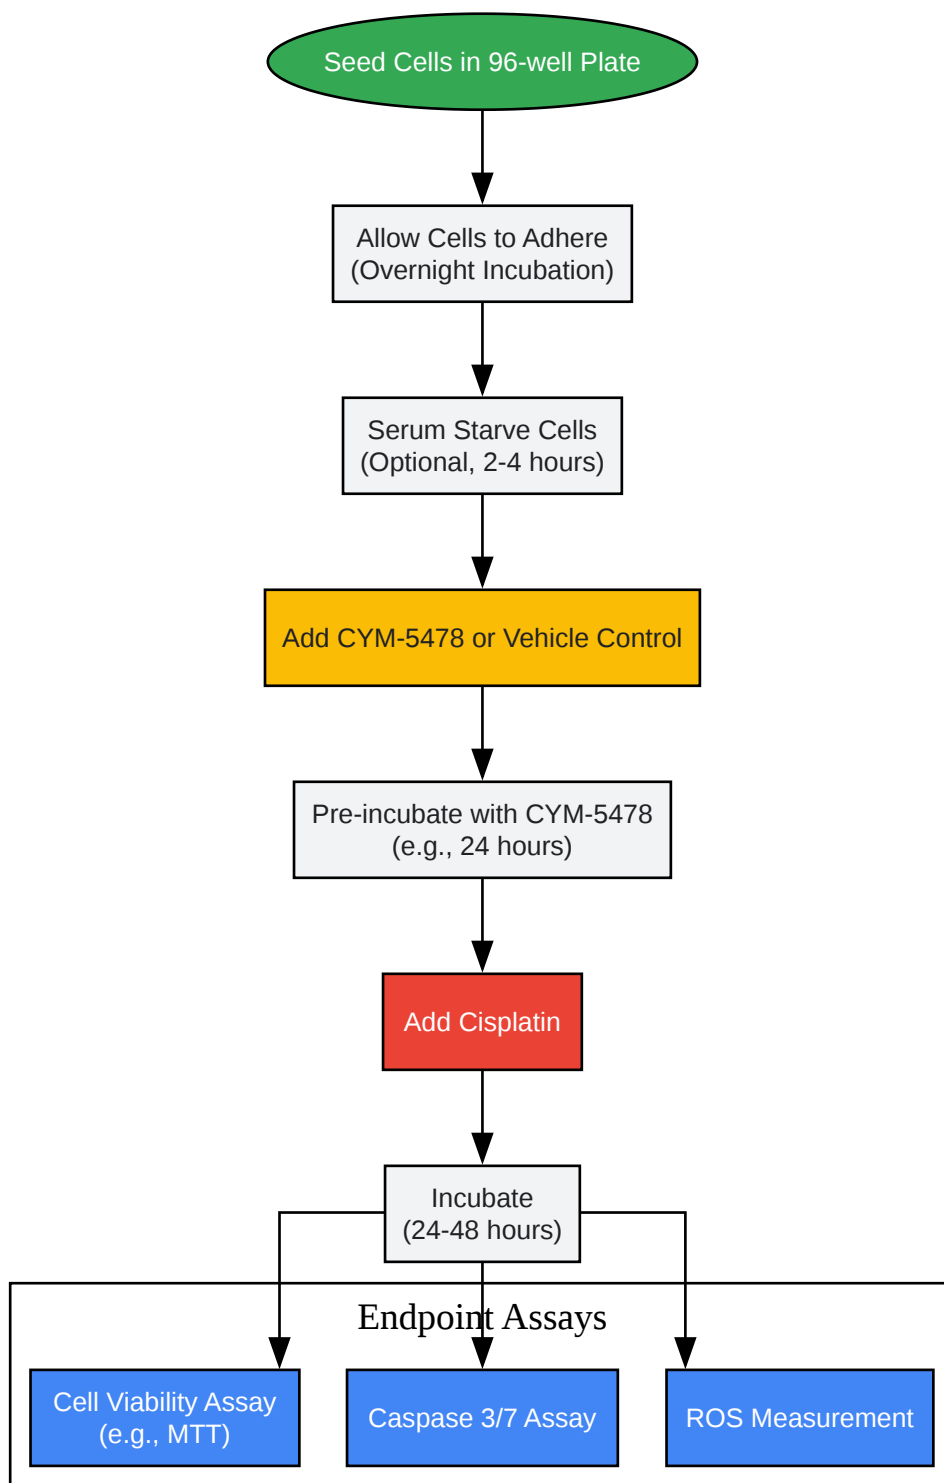 Seed Cells in 96-well Plate
Allow Cells to Adhere
(Overnight Incubation)
Serum Starve Cells
(Optional, 2-4 hours)
Add CYM-5478 or Vehicle Control
Pre-incubate with CYM-5478
(e.g., 24 hours)
Add Cisplatin
Incubate
(24-48 hours)
Endpoint Assays
Cell Viability Assay
(e.g., MTT)
Caspase 3/7 Assay
ROS Measurement